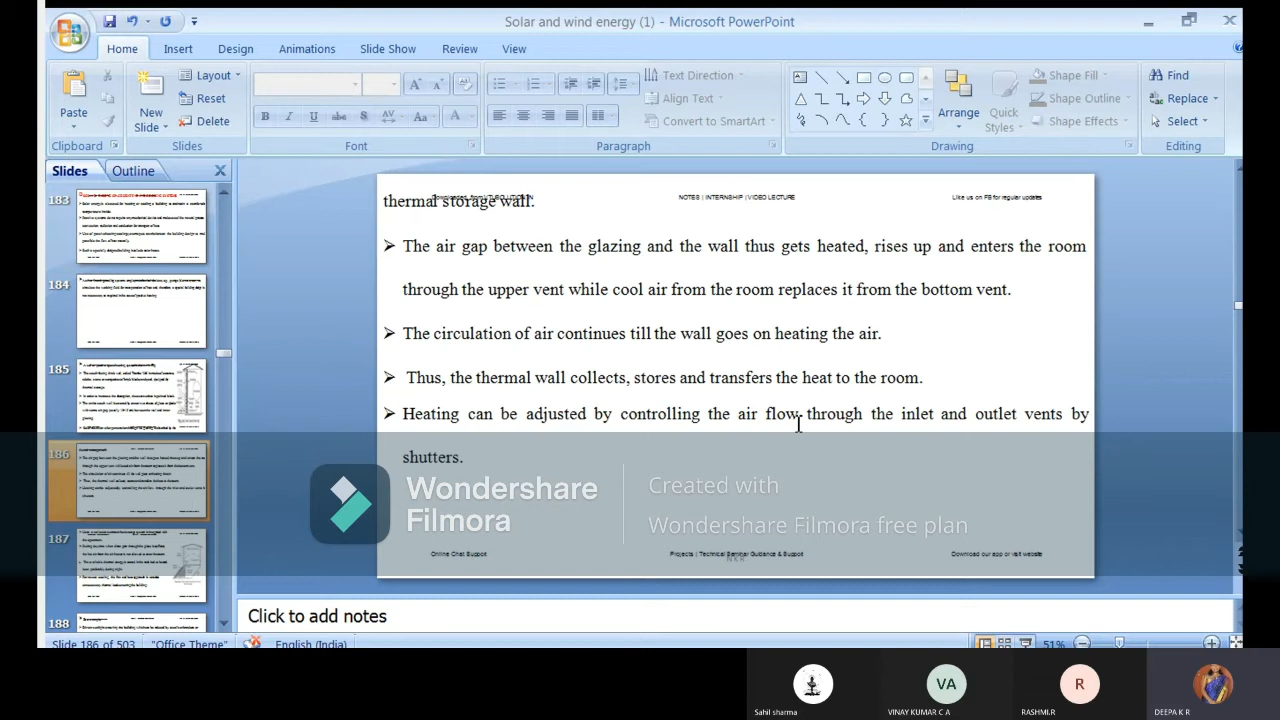 Solar and wind energy (1) - Microsoft PowerPoint
Home Insert Design Animations Slide Show Review View
Paste
Clipboard
New Slide
Layout
Reset
Delete
Slides
Font
Text Direction
Align Text
Convert to SmartArt
Paragraph
Arrange
Quick Styles
Shape Fill
Shape Outline
Shape Effects
Drawing
Find
Replace
Select
Editing
Slides Outline
183
184
185
186
187
188
NOTES | INTERNSHIP | VIDEO LECTURE
Like us on FB for regular updates
thermal storage wall.
➢ The air gap between the glazing and the wall thus gets heated, rises up and enters the room
through the upper vent while cool air from the room replaces it from the bottom vent.
➢ The circulation of air continues till the wall goes on heating the air.
➢ Thus, the thermal wall collects, stores and transfers the heat to the room.
➢ Heating can be adjusted by controlling the air flow through the inlet and outlet vents by
shutters.
Wondershare
Filmora
Created with
Wondershare Filmora free plan
Online Chat Support
Projects | Technical Seminar Guidance & Support
Download our app or visit website
Click to add notes
Slide 186 of 503 "Office Theme" English (India) 51%
Sahil sharma
VA
VINAY KUMAR C A
R
RASHMI.R
DEEPA K R